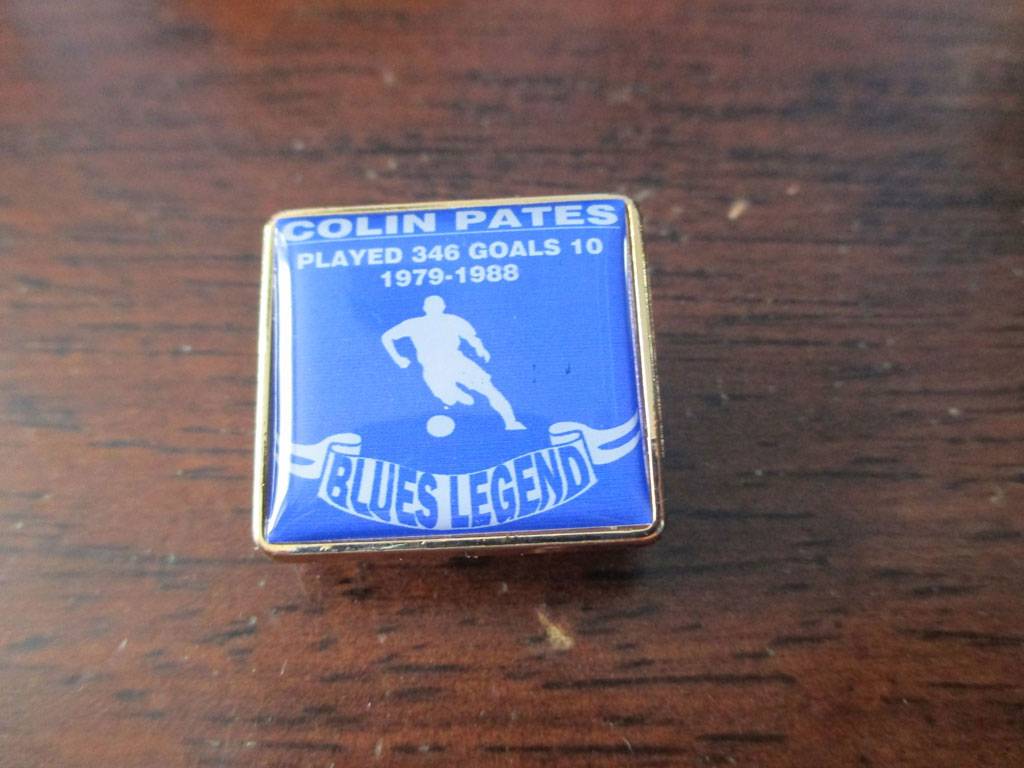 COLIN PATES
PLAYED 346 GOALS 10
1979-1988
BLUES LEGEND